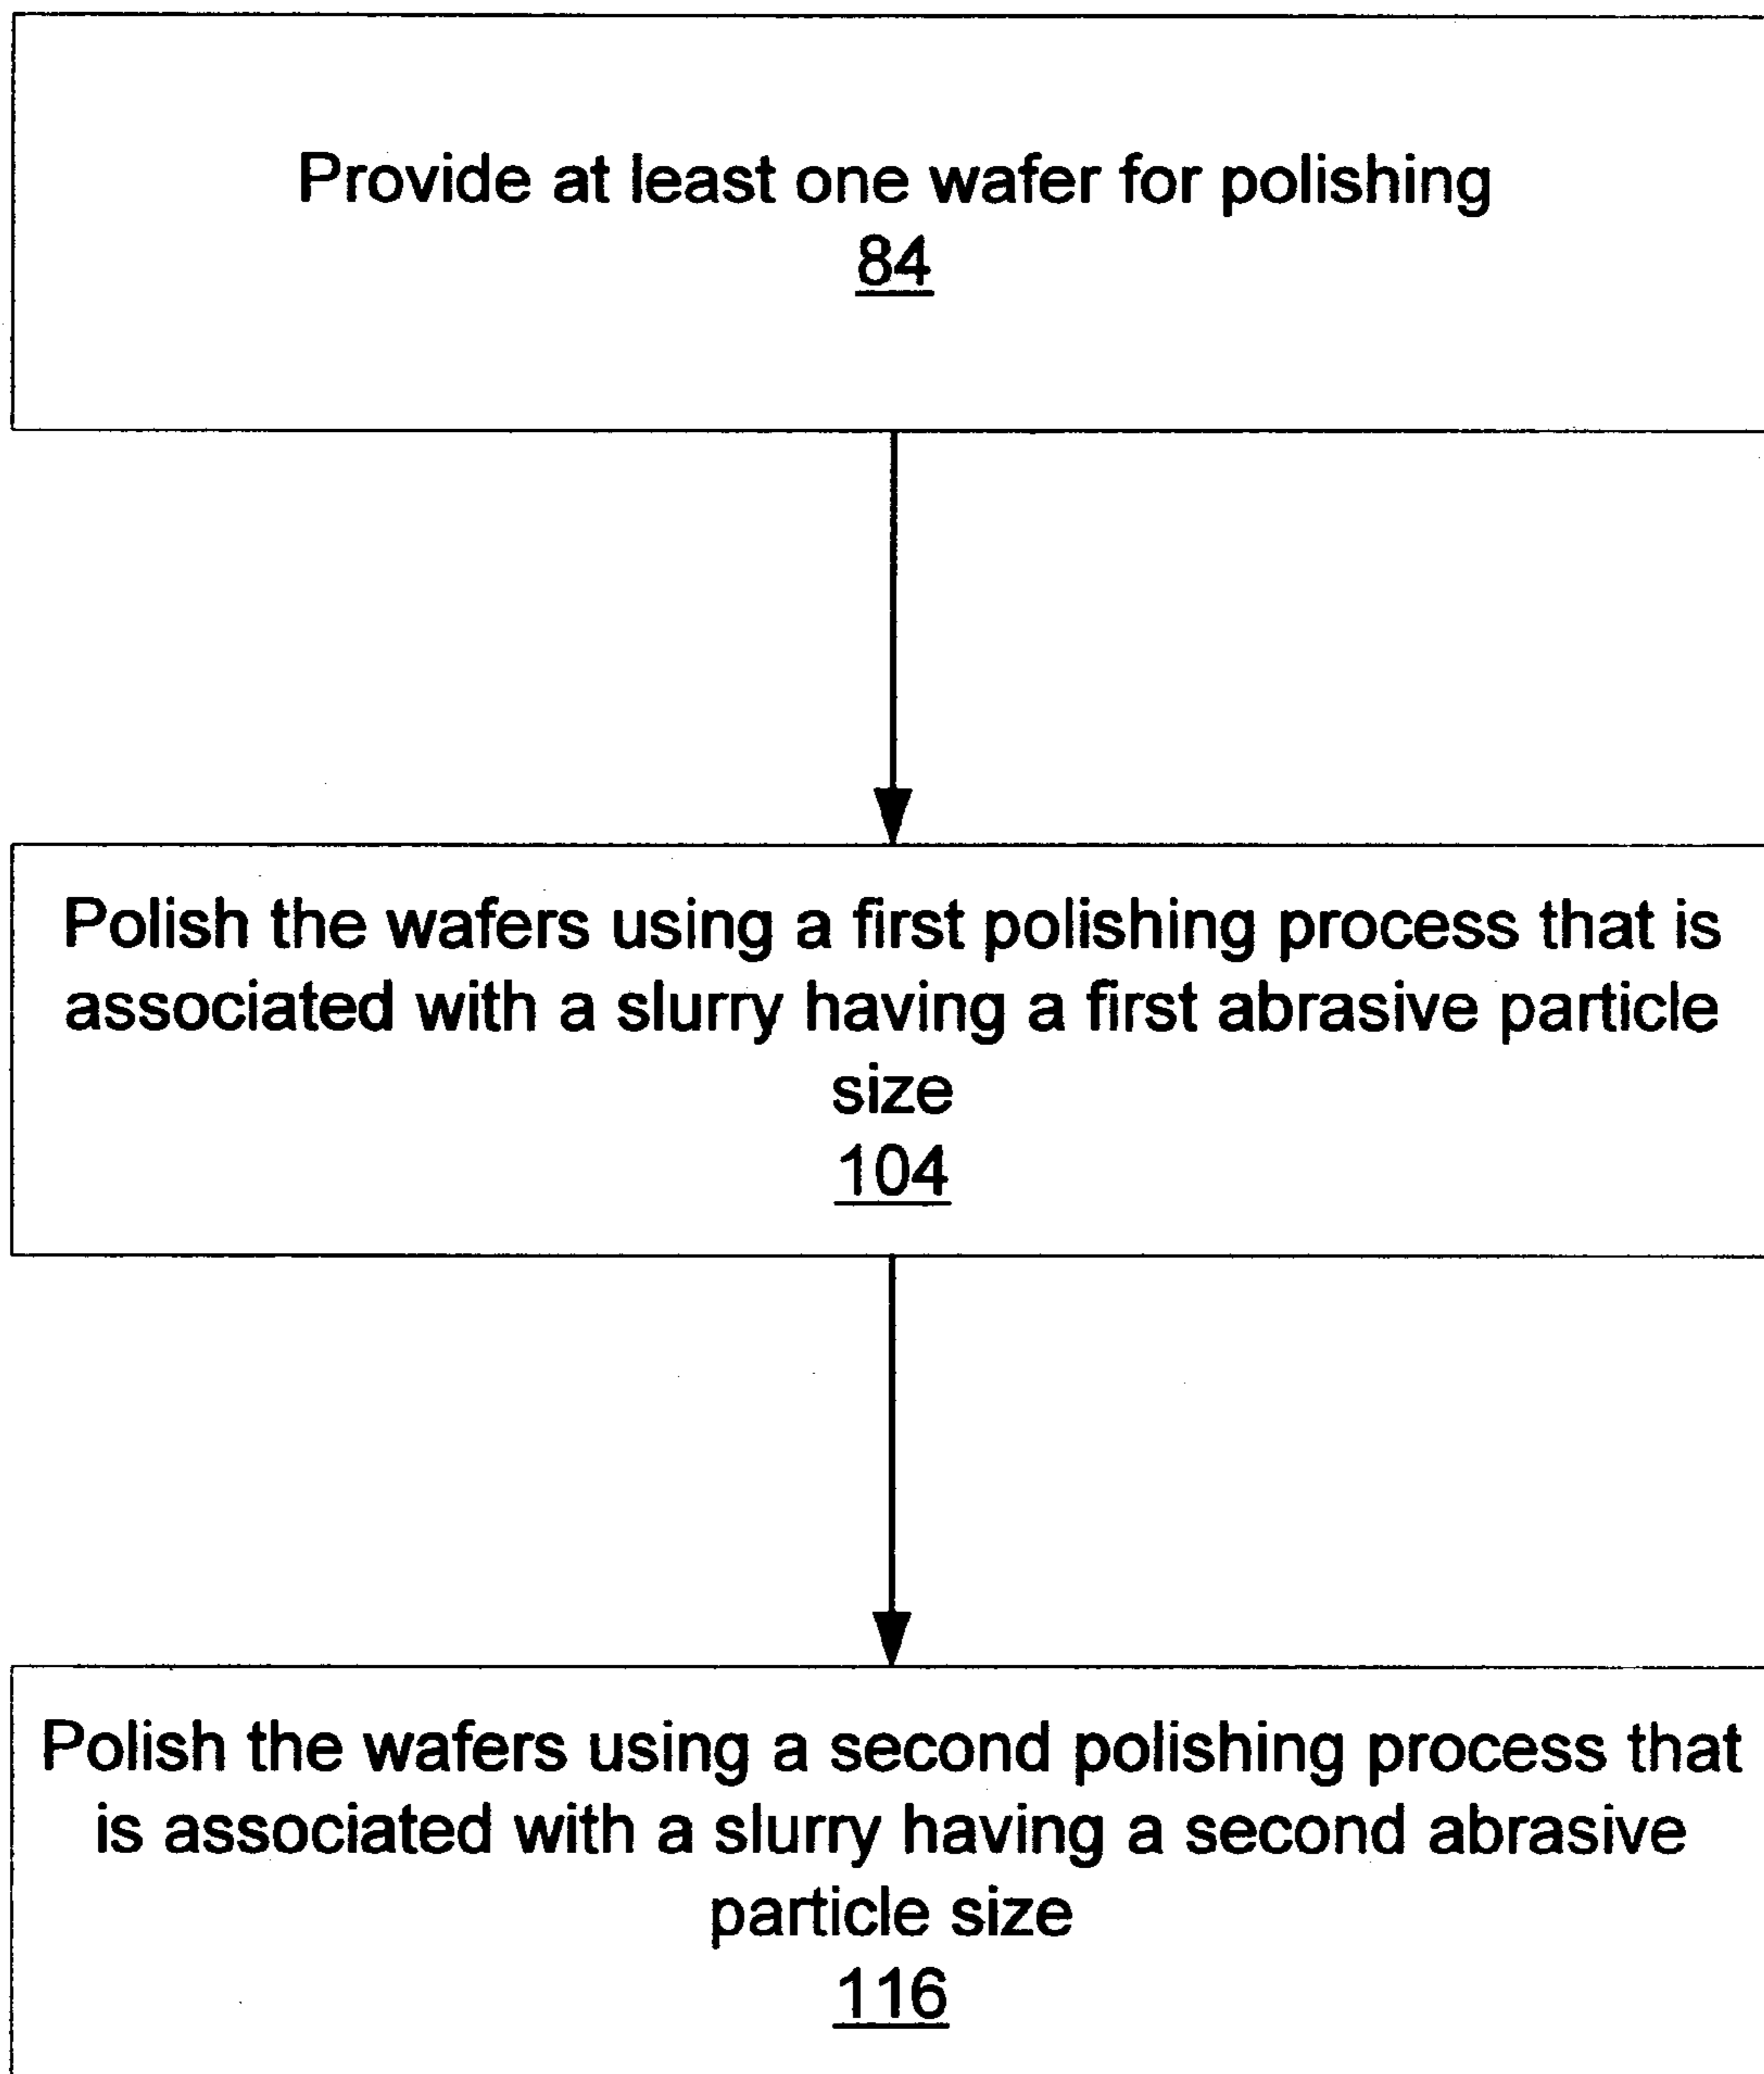 Provide at least one wafer for polishing
84
Polish the wafers using a first polishing process that is
associated with a slurry having a first abrasive particle
size
104
Polish the wafers using a second polishing process that
is associated with a slurry having a second abrasive
particle size
116